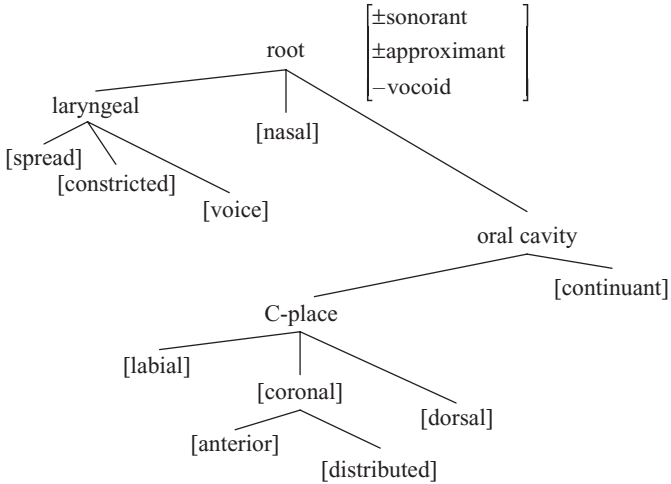 root
±sonorant
±approximant
–vocoid
laryngeal
[nasal]
[spread]
[constricted]
[voice]
oral cavity
[continuant]
C-place
[labial]
[coronal]
[dorsal]
[anterior]
[distributed]